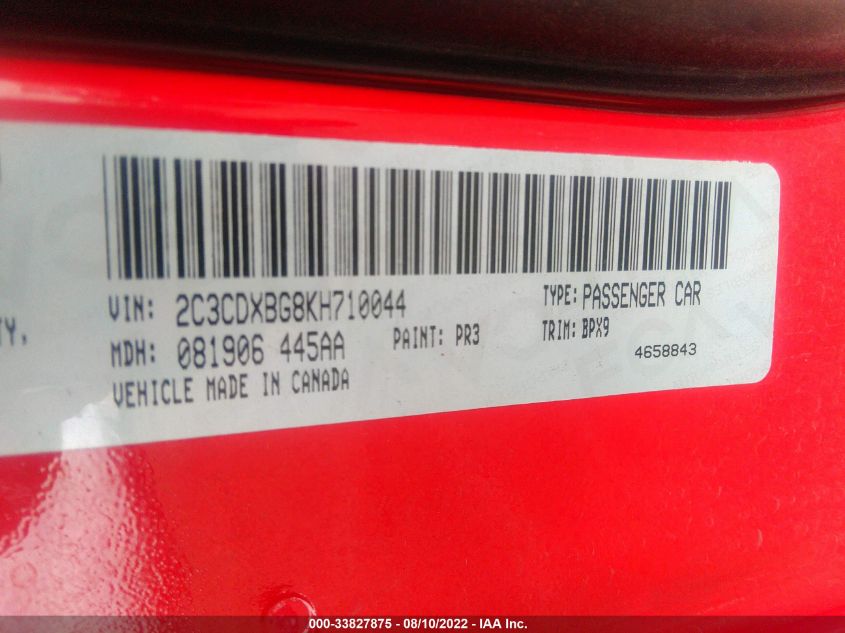 VIN: 2C3CDXBG8KH710044 TYPE: PASSENGER CAR
TY, MDH: 081906 445AA PAINT: PR3 TRIM: BPX9
VEHICLE MADE IN CANADA 4658843
000-33827875 - 08/10/2022 - IAA Inc.